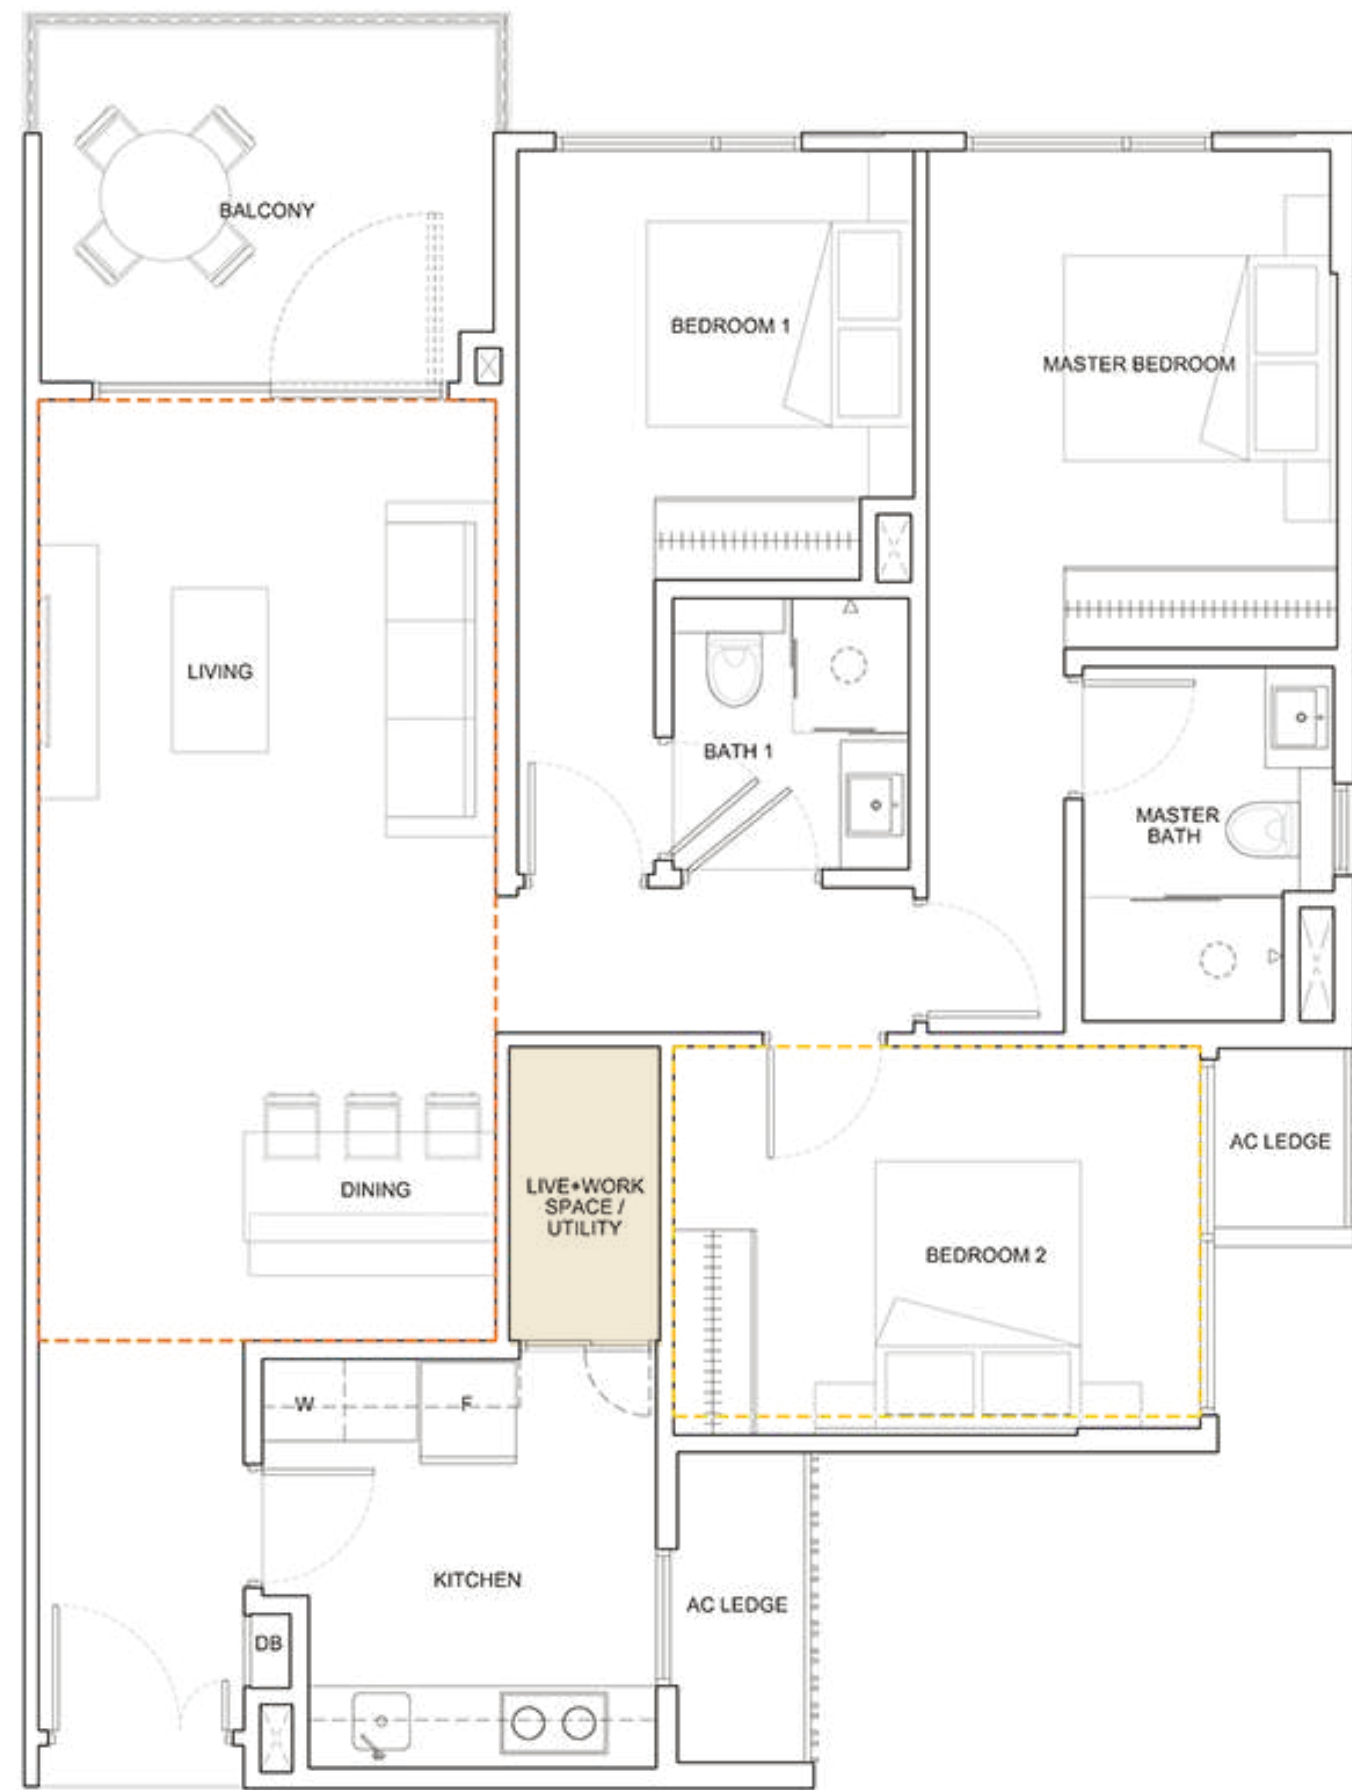 BALCONY
BEDROOM 1
MASTER BEDROOM
LIVING
BATH 1
MASTER
BATH
AC LEDGE
DINING
LIVE+WORK
SPACE /
UTILITY
BEDROOM 2
W
F
KITCHEN
AC LEDGE
DB